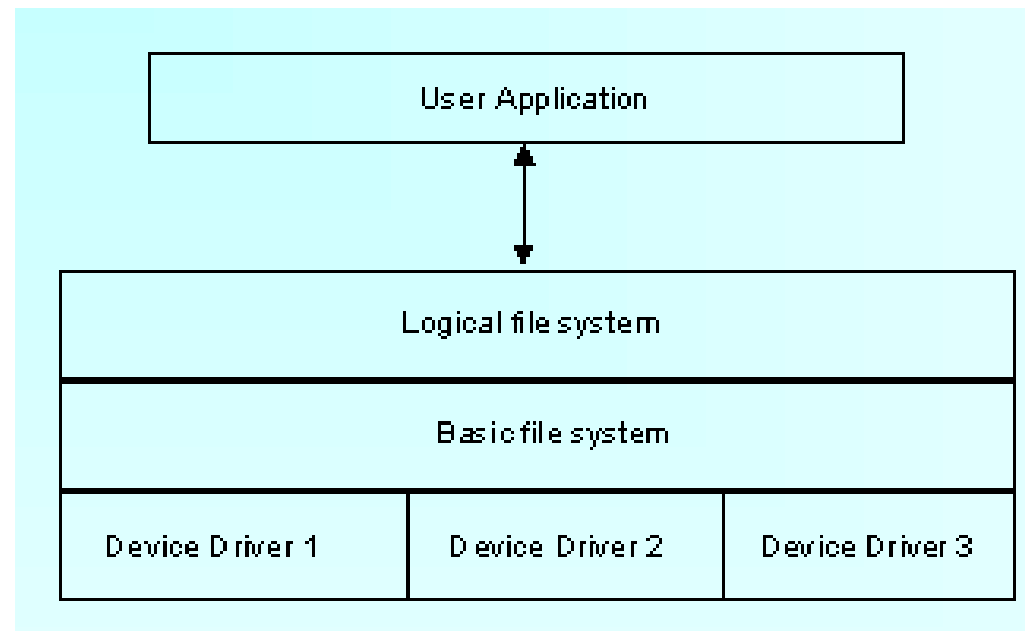 User Application
Logical file system
Basic file system
Device Driver 1
Device Driver 2
Device Driver 3